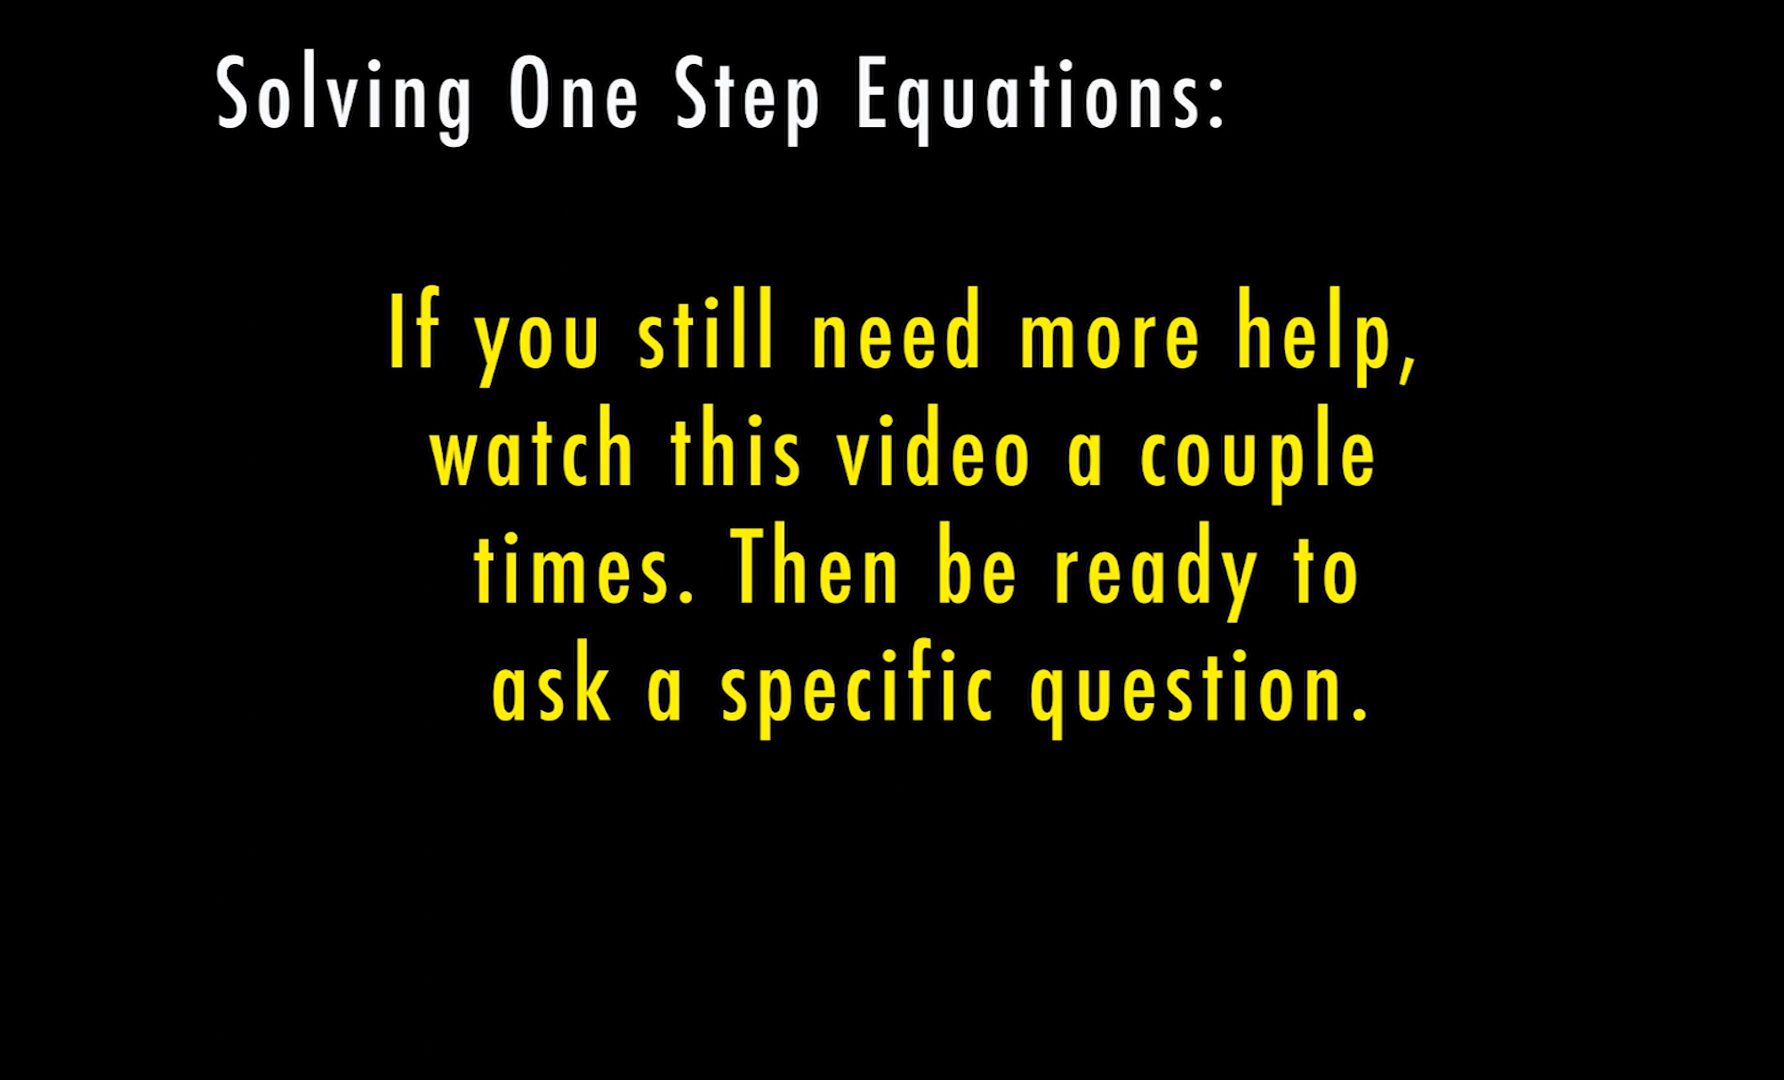 Solving One Step Equations:
If you still need more help,
watch this video a couple
times. Then be ready to
ask a specific question.